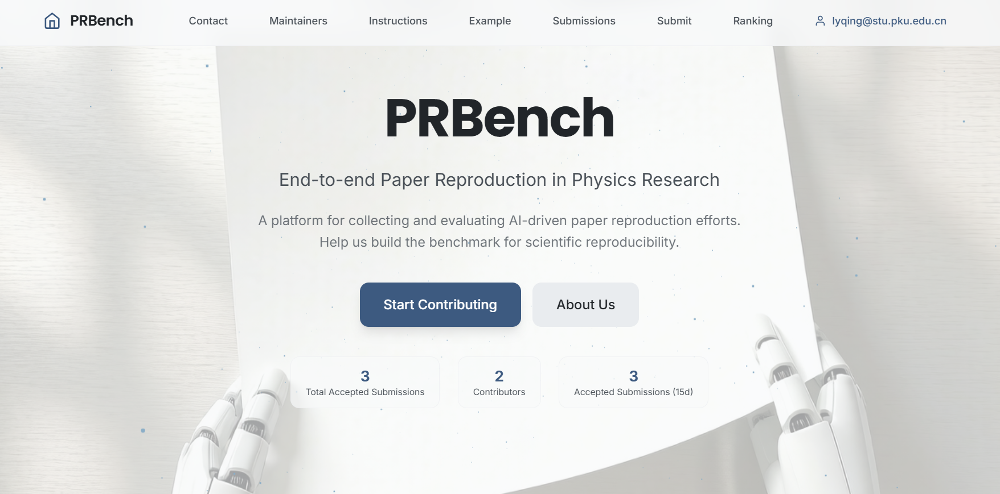 PRBench
Contact
Maintainers
Instructions
Example
Submissions
Submit
Ranking
lyqing@stu.pku.edu.cn
PRBench
End-to-end Paper Reproduction in Physics Research
A platform for collecting and evaluating AI-driven paper reproduction efforts.
Help us build the benchmark for scientific reproducibility.
Start Contributing
About Us
3
Total Accepted Submissions
2
Contributors
3
Accepted Submissions (15d)